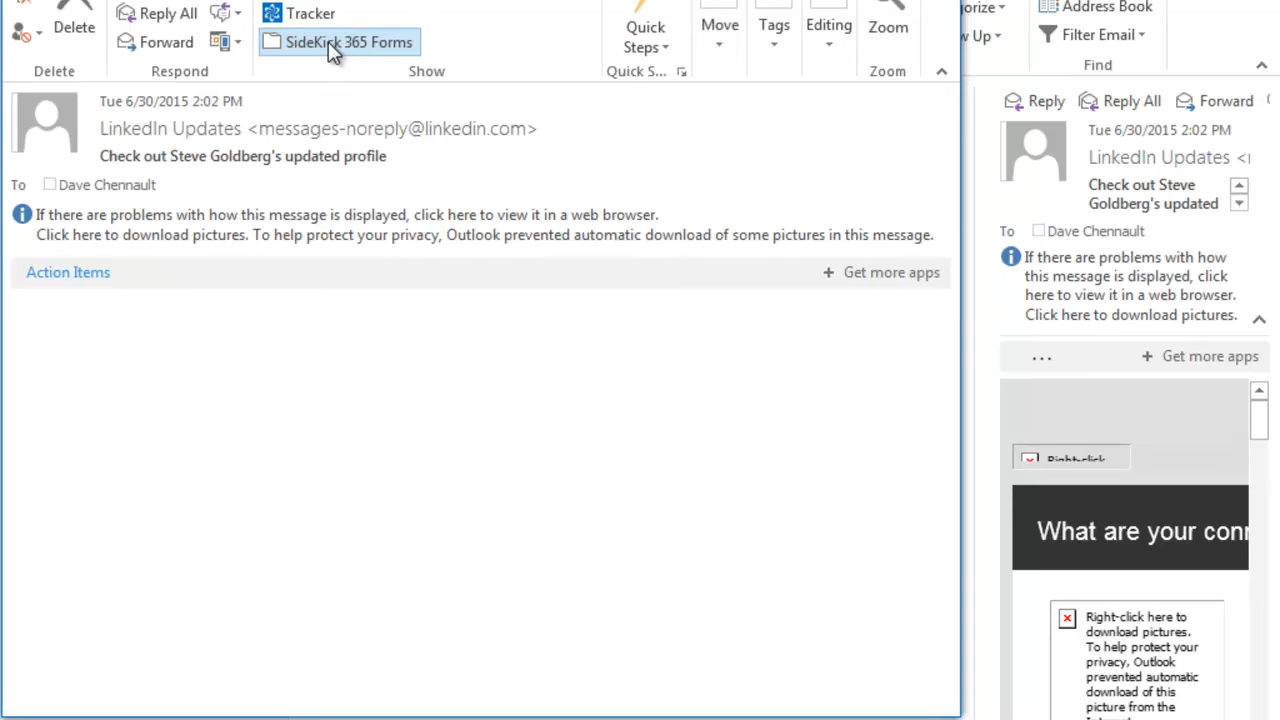 Reply All
Tracker
Delete
Forward
SideKick 365 Forms
Quick
Steps
Move
Tags
Editing
Zoom
Delete
Respond
Show
Quick S...
Zoom
Tue 6/30/2015 2:02 PM
LinkedIn Updates <messages-noreply@linkedin.com>
Check out Steve Goldberg's updated profile
To
Dave Chennault
If there are problems with how this message is displayed, click here to view it in a web browser.
Click here to download pictures. To help protect your privacy, Outlook prevented automatic download of some pictures in this message.
Action Items
+ Get more apps
Address Book
Up
Filter Email
Find
Reply
Reply All
Forward
Tue 6/30/2015 2:02 PM
LinkedIn Updates <
Check out Steve
Goldberg's updated
To
Dave Chennault
If there are problems with how
this message is displayed, click
here to view it in a web browser.
Click here to download pictures.
...
+ Get more apps
Right-click
What are your con
Right-click here to
download pictures.
To help protect your
privacy, Outlook
prevented automatic
download of this
picture from the